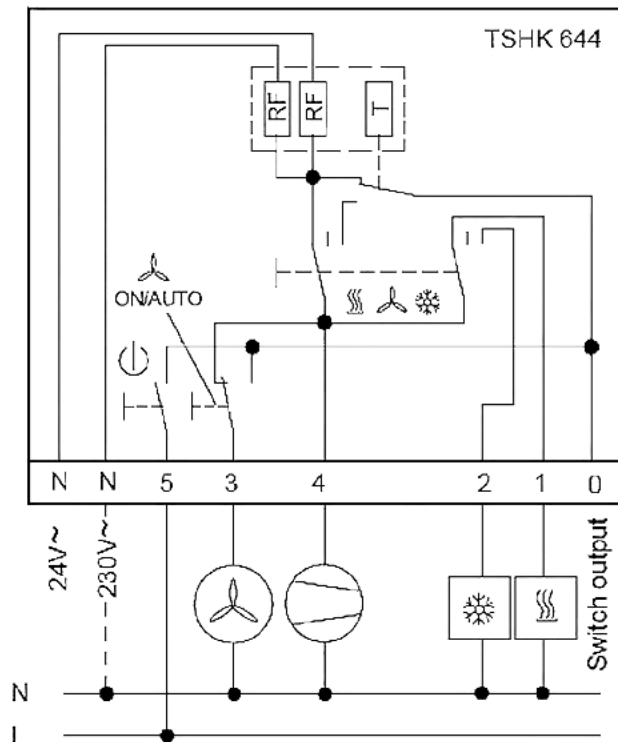 TSHK 644
RF RF T
ON/AUTO
N N 5 3 4 2 1 0
24V~
230V~
Switch output
N
L